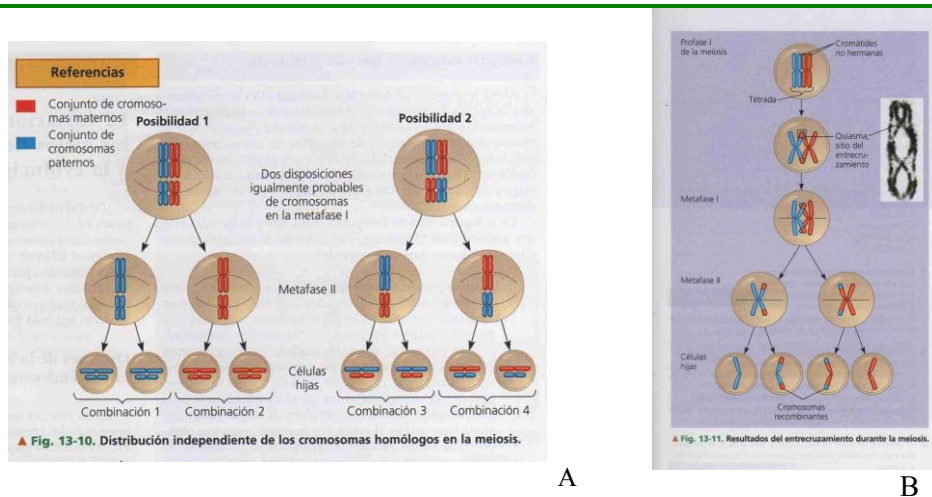 Referencias
Conjunto de cromoso-
mas maternos
Conjunto de
cromosomas
paternos
Posibilidad 1
Dos disposiciones
igualmente probables
de cromosomas
en la metafase I
Posibilidad 2
Metafase II
Células
hijas
Combinación 1
Combinación 2
Combinación 3
Combinación 4
▲ Fig. 13-10. Distribución independiente de los cromosomas homólogos en la meiosis.
A
Profase I
de la meiosis
Cromátides
no hermanas
Tétrada
Quiasma,
sitio del
entrecru-
zamiento
Metafase I
Metafase II
Células
hijas
Cromosomas
recombinantes
▲ Fig. 13-11. Resultados del entrecruzamiento durante la meiosis.
B